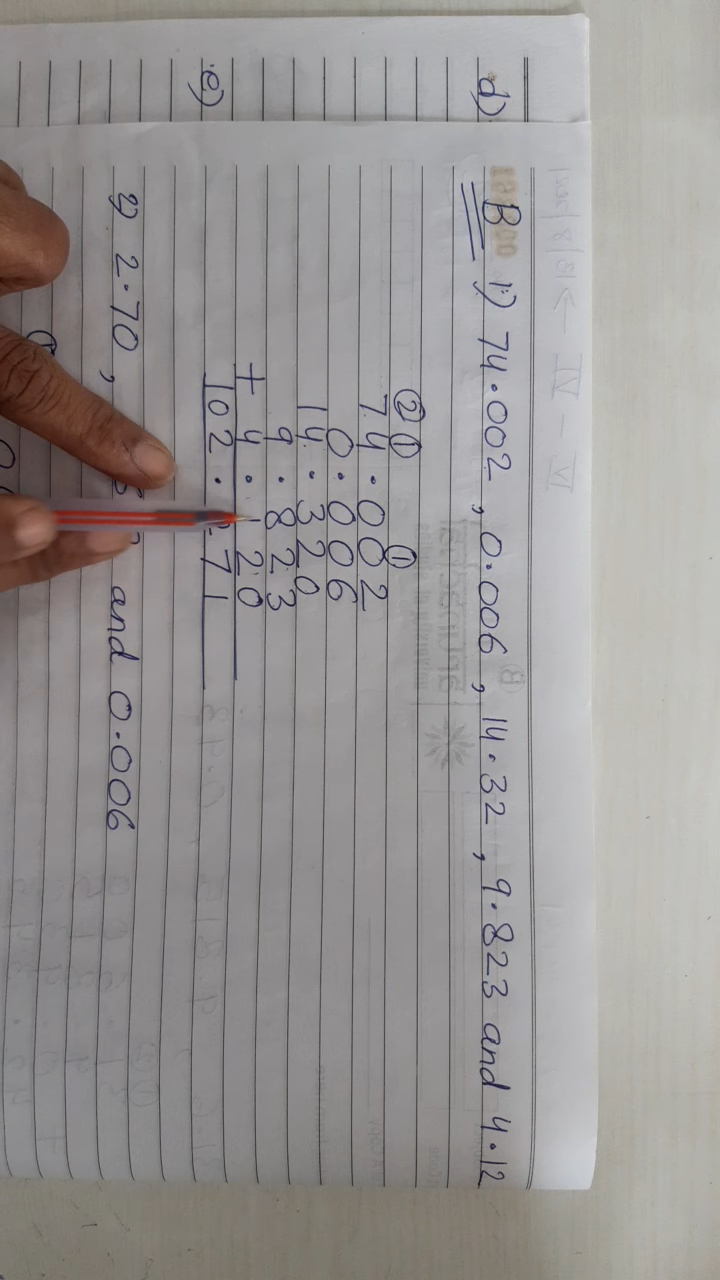 d)
B 1) 74.002, 0.006, 14.32, 9.823 and 4.12
② ① ①
74.002
0.006
14.320
9.823
+ 4.120
102. 71
e)
2) 2.70, and 0.006